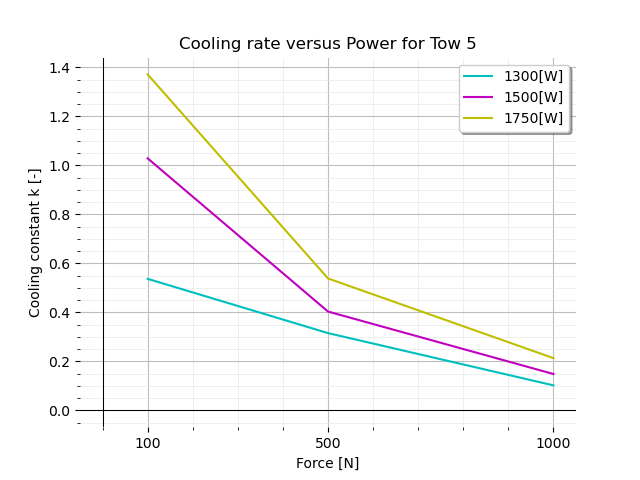 Cooling rate versus Power for Tow 5
1300[W]
1500[W]
1750[W]
Cooling constant k [-]
1.4
1.2
1.0
0.8
0.6
0.4
0.2
0.0
100 500 1000
Force [N]